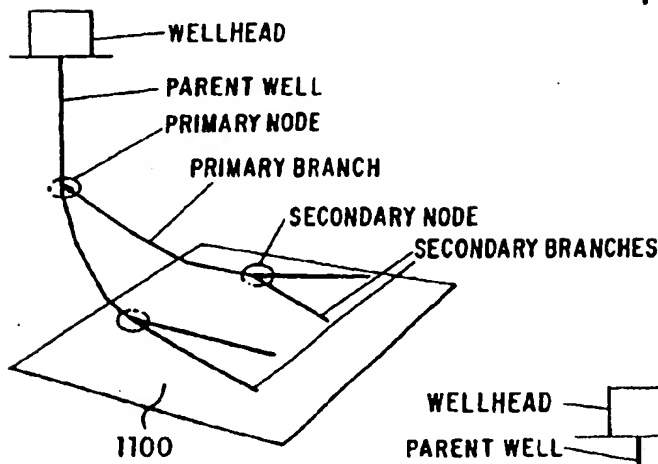 WELLHEAD
PARENT WELL
PRIMARY NODE
PRIMARY BRANCH
SECONDARY NODE
SECONDARY BRANCHES
1100
WELLHEAD
PARENT WELL